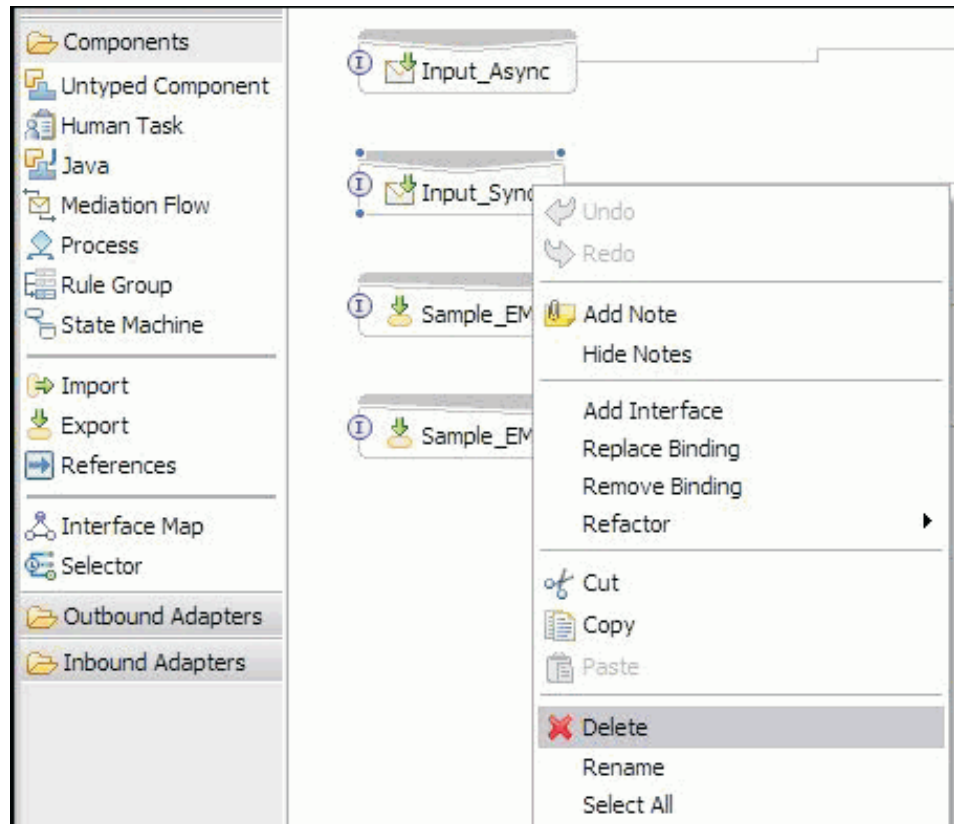 Components
Untyped Component
Human Task
Java
Mediation Flow
Process
Rule Group
State Machine
Import
Export
References
Interface Map
Selector
Outbound Adapters
Inbound Adapters
I Input_Async
I Input_Sync
I Sample_EM
I Sample_EM
Undo
Redo
Add Note
Hide Notes
Add Interface
Replace Binding
Remove Binding
Refactor
Cut
Copy
Paste
Delete
Rename
Select All